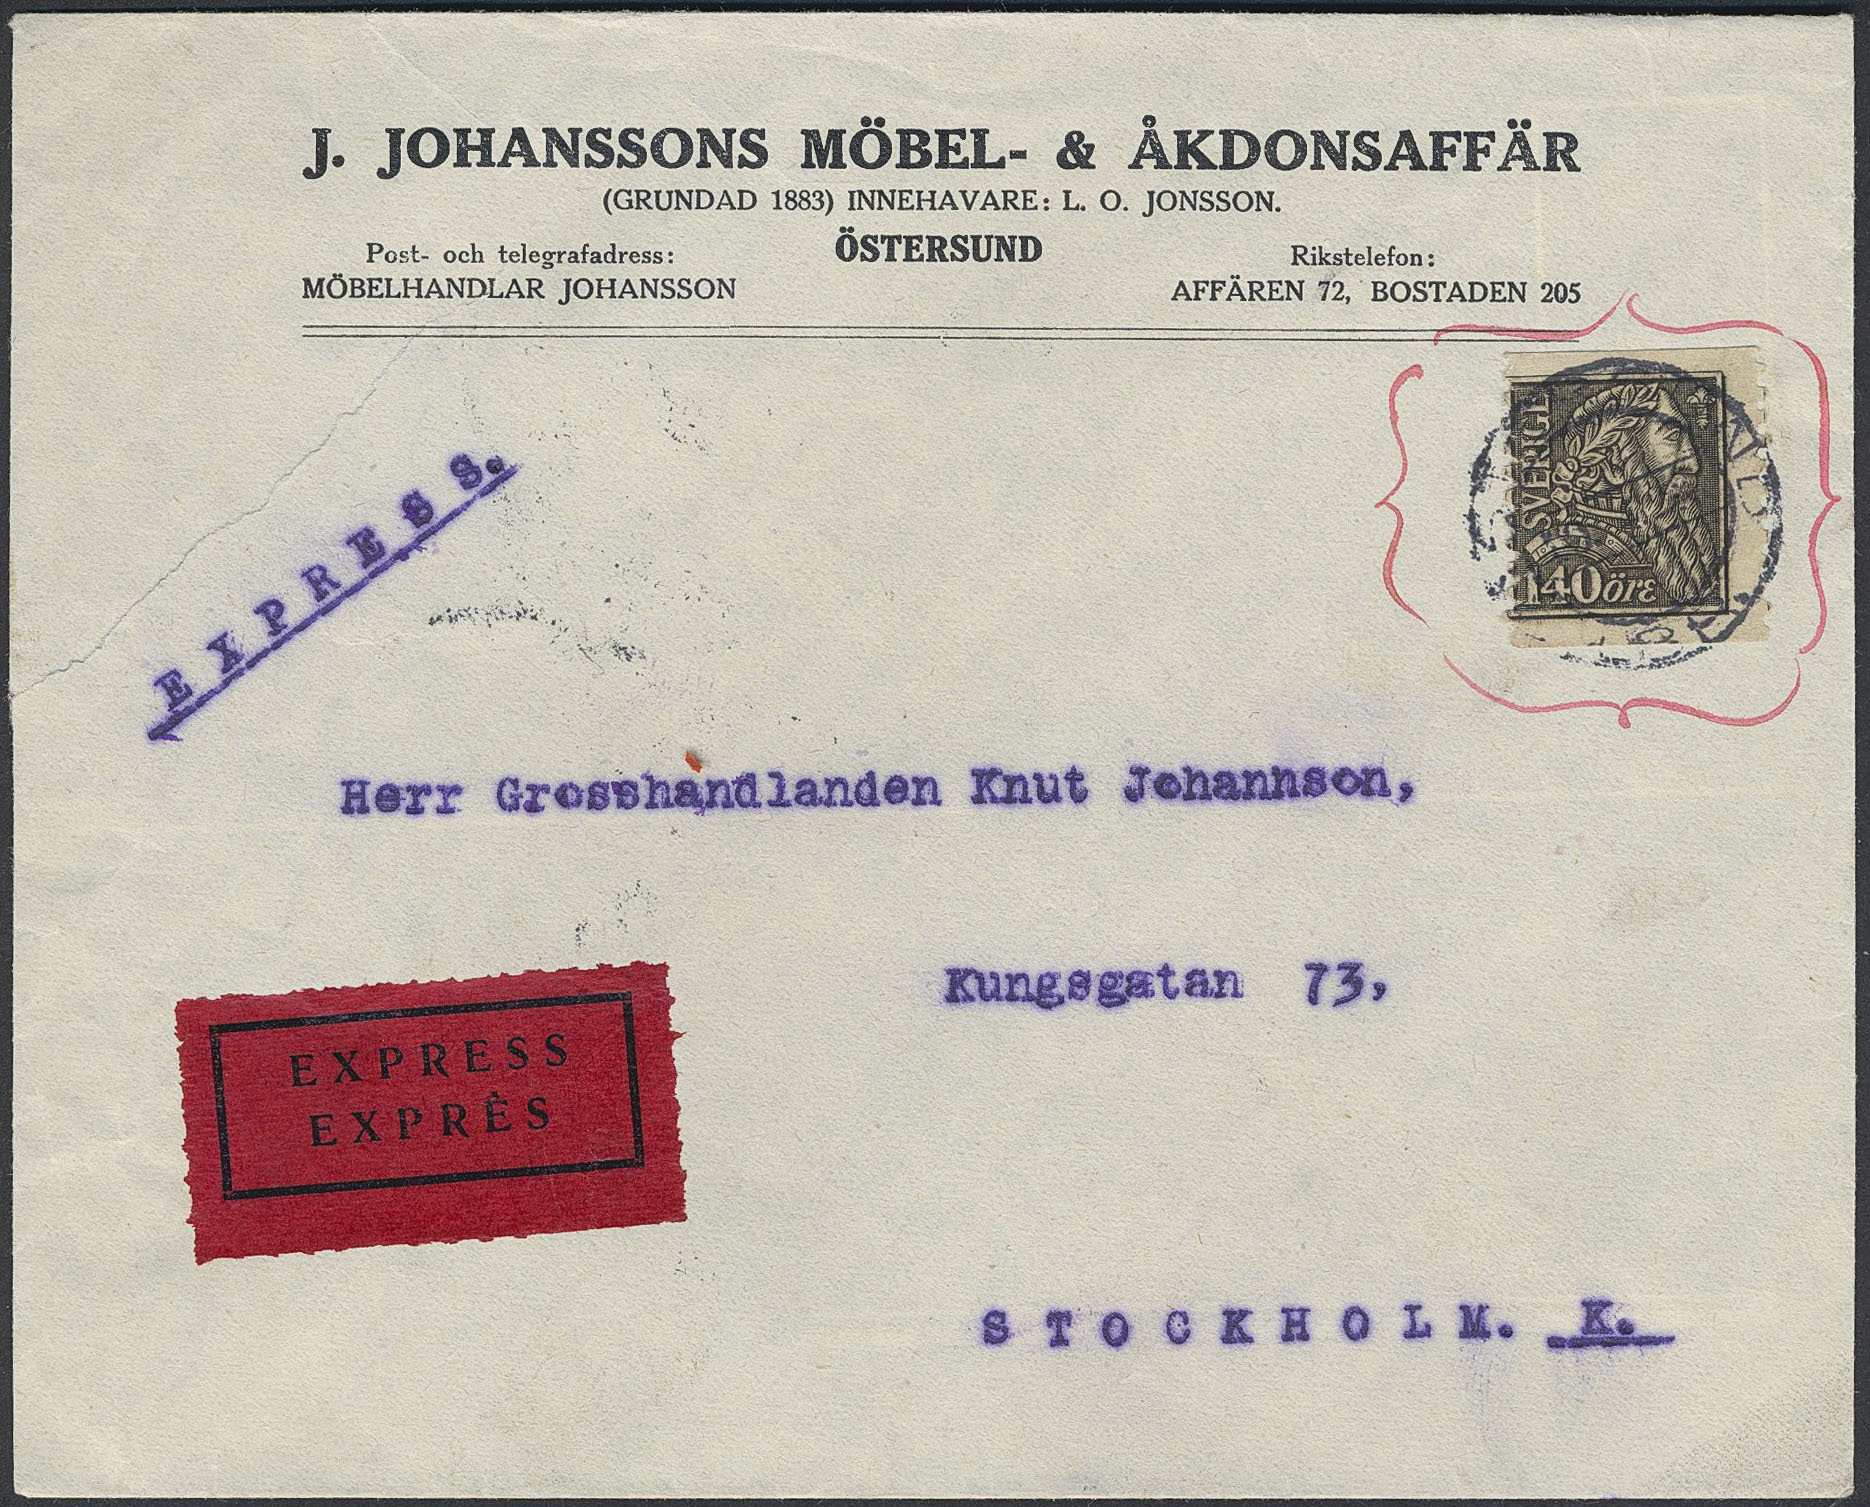 J. JOHANSSONS MÖBEL- & ÅKDONSAFFÄR
(GRUNDAD 1883) INNEHAVARE: L. O. JONSSON.
ÖSTERSUND
Post- och telegrafadress:
MÖBELHANDLAR JOHANSSON
Rikstelefon:
AFFÄREN 72, BOSTADEN 205
SVERIGE
140 öre
EXPRESS.
Herr Grosshandlanden Knut Johannson,
Kungsgatan 73,
EXPRESS
EXPRÈS
STOCKHOLM. K.